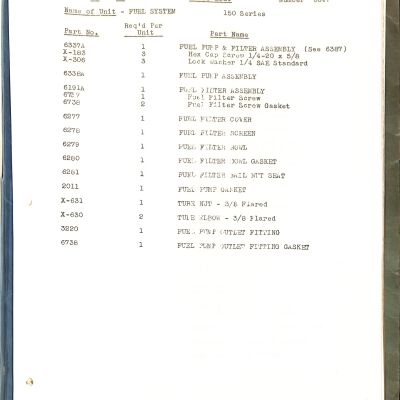 Name of Unit - FUEL SYSTEM 150 Series
Req'd Per
Part No. Unit Part Name
6337A 1 FUEL PUMP & FILTER ASSEMBLY (See 6387)
X-183 3 Hex Cap Screw 1/4-20 x 5/8
X-306 3 Lock Washer 1/4 SAE Standard
6338A 1 FUEL PUMP ASSEMBLY
6191A 1 FUEL FILTER ASSEMBLY
6757 1 Fuel Filter Screw
6738 2 Fuel Filter Screw Gasket
6277 1 FUEL FILTER COVER
6278 1 FUEL FILTER SCREEN
6279 1 FUEL FILTER BOWL
6280 1 FUEL FILTER BOWL GASKET
6281 1 FUEL FILTER BAIL NUT SEAT
2011 1 FUEL PUMP GASKET
X-631 1 TUBE NUT - 3/8 Flared
X-630 2 TUBE ELBOW - 3/8 Flared
3220 1 FUEL PUMP OUTLET FITTING
6738 1 FUEL PUMP OUTLET FITTING GASKET